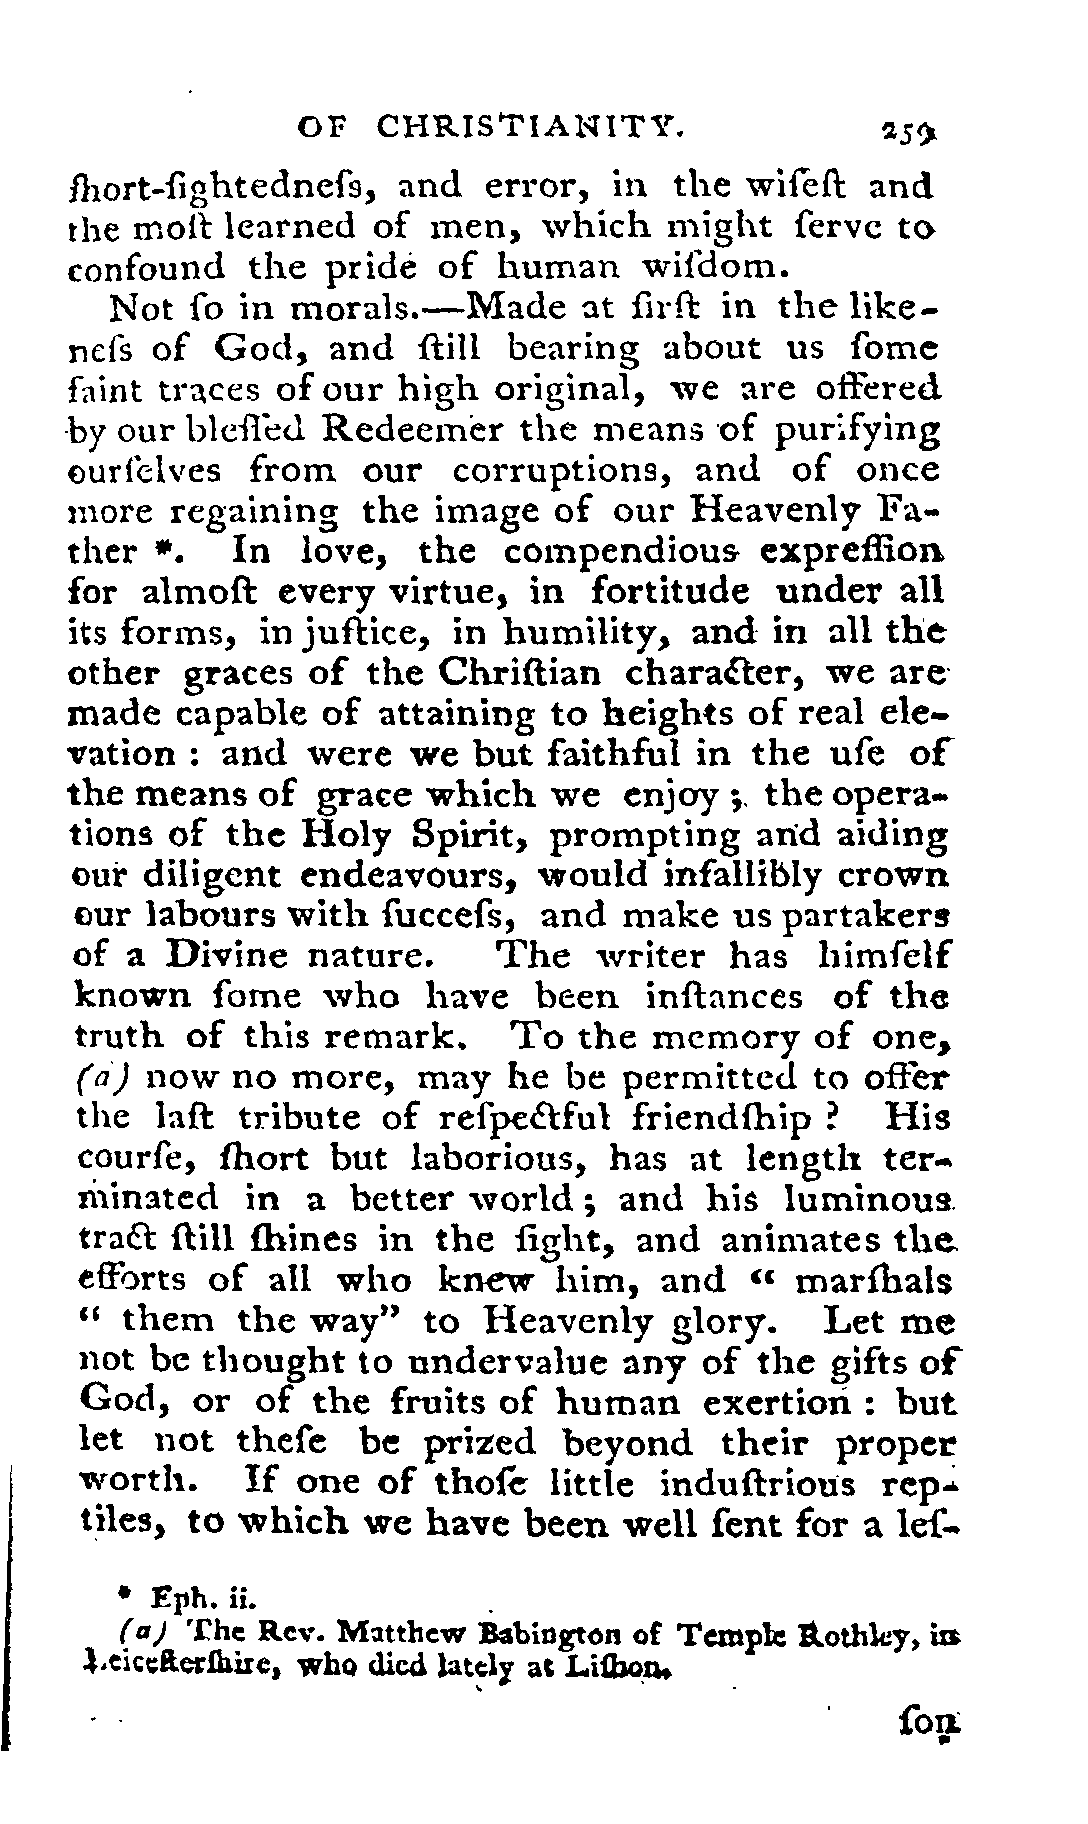 OF CHRISTIANITY. 259
ſhort-ſightedneſs, and error, in the wiſeſt and
the moſt learned of men, which might ſerve to
confound the pride of human wiſdom.
Not ſo in morals.—Made at firſt in the like-
neſs of God, and ſtill bearing about us ſome
faint traces of our high original, we are offered
by our bleſſed Redeemer the means of purifying
ourſelves from our corruptions, and of once
more regaining the image of our Heavenly Fa-
ther *. In love, the compendious expreſſion
for almoſt every virtue, in fortitude under all
its forms, in juſtice, in humility, and in all the
other graces of the Chriſtian character, we are
made capable of attaining to heights of real ele-
vation : and were we but faithful in the uſe of
the means of grace which we enjoy ; the opera-
tions of the Holy Spirit, prompting and aiding
our diligent endeavours, would infallibly crown
our labours with ſucceſs, and make us partakers
of a Divine nature. The writer has himſelf
known ſome who have been inſtances of the
truth of this remark. To the memory of one,
(a) now no more, may he be permitted to offer
the laſt tribute of reſpectful friendſhip ? His
courſe, ſhort but laborious, has at length ter-
minated in a better world ; and his luminous
tract ſtill ſhines in the ſight, and animates the
efforts of all who knew him, and “ marſhals
“ them the way” to Heavenly glory. Let me
not be thought to undervalue any of the gifts of
God, or of the fruits of human exertion : but
let not theſe be prized beyond their proper
worth. If one of thoſe little induſtrious rep-
tiles, to which we have been well ſent for a leſ-
* Eph. ii.
(a) The Rev. Matthew Babington of Temple Rothley, in
Leiceſterſhire, who died lately at Liſbon.
ſon